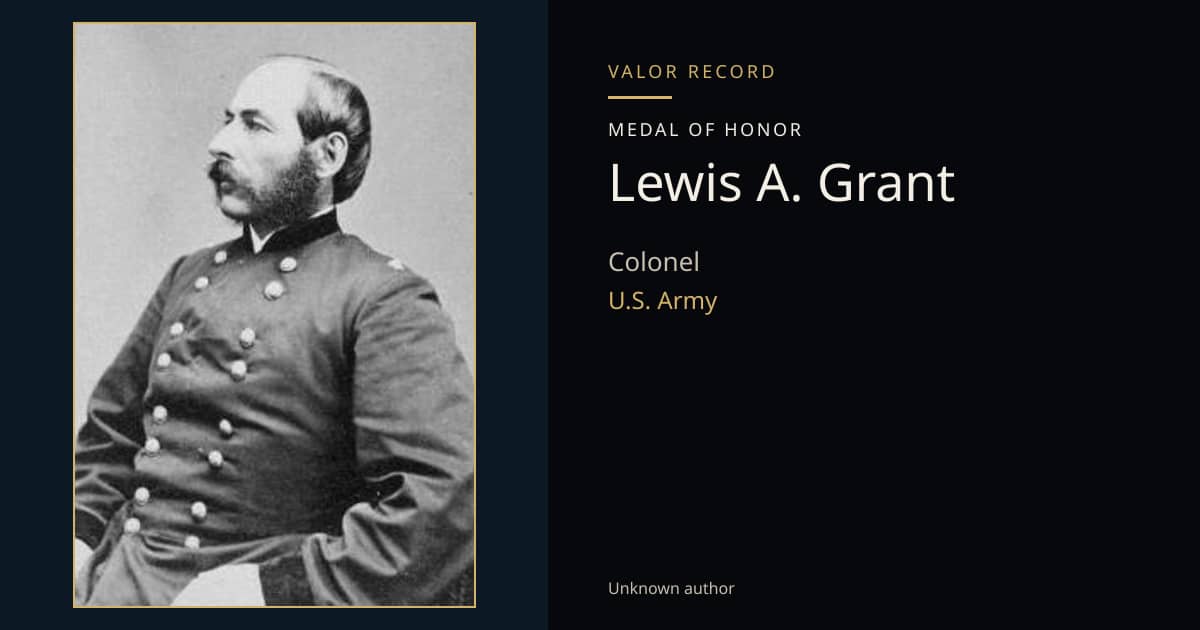 VALOR RECORD
MEDAL OF HONOR
Lewis A. Grant
Colonel
U.S. Army
Unknown author